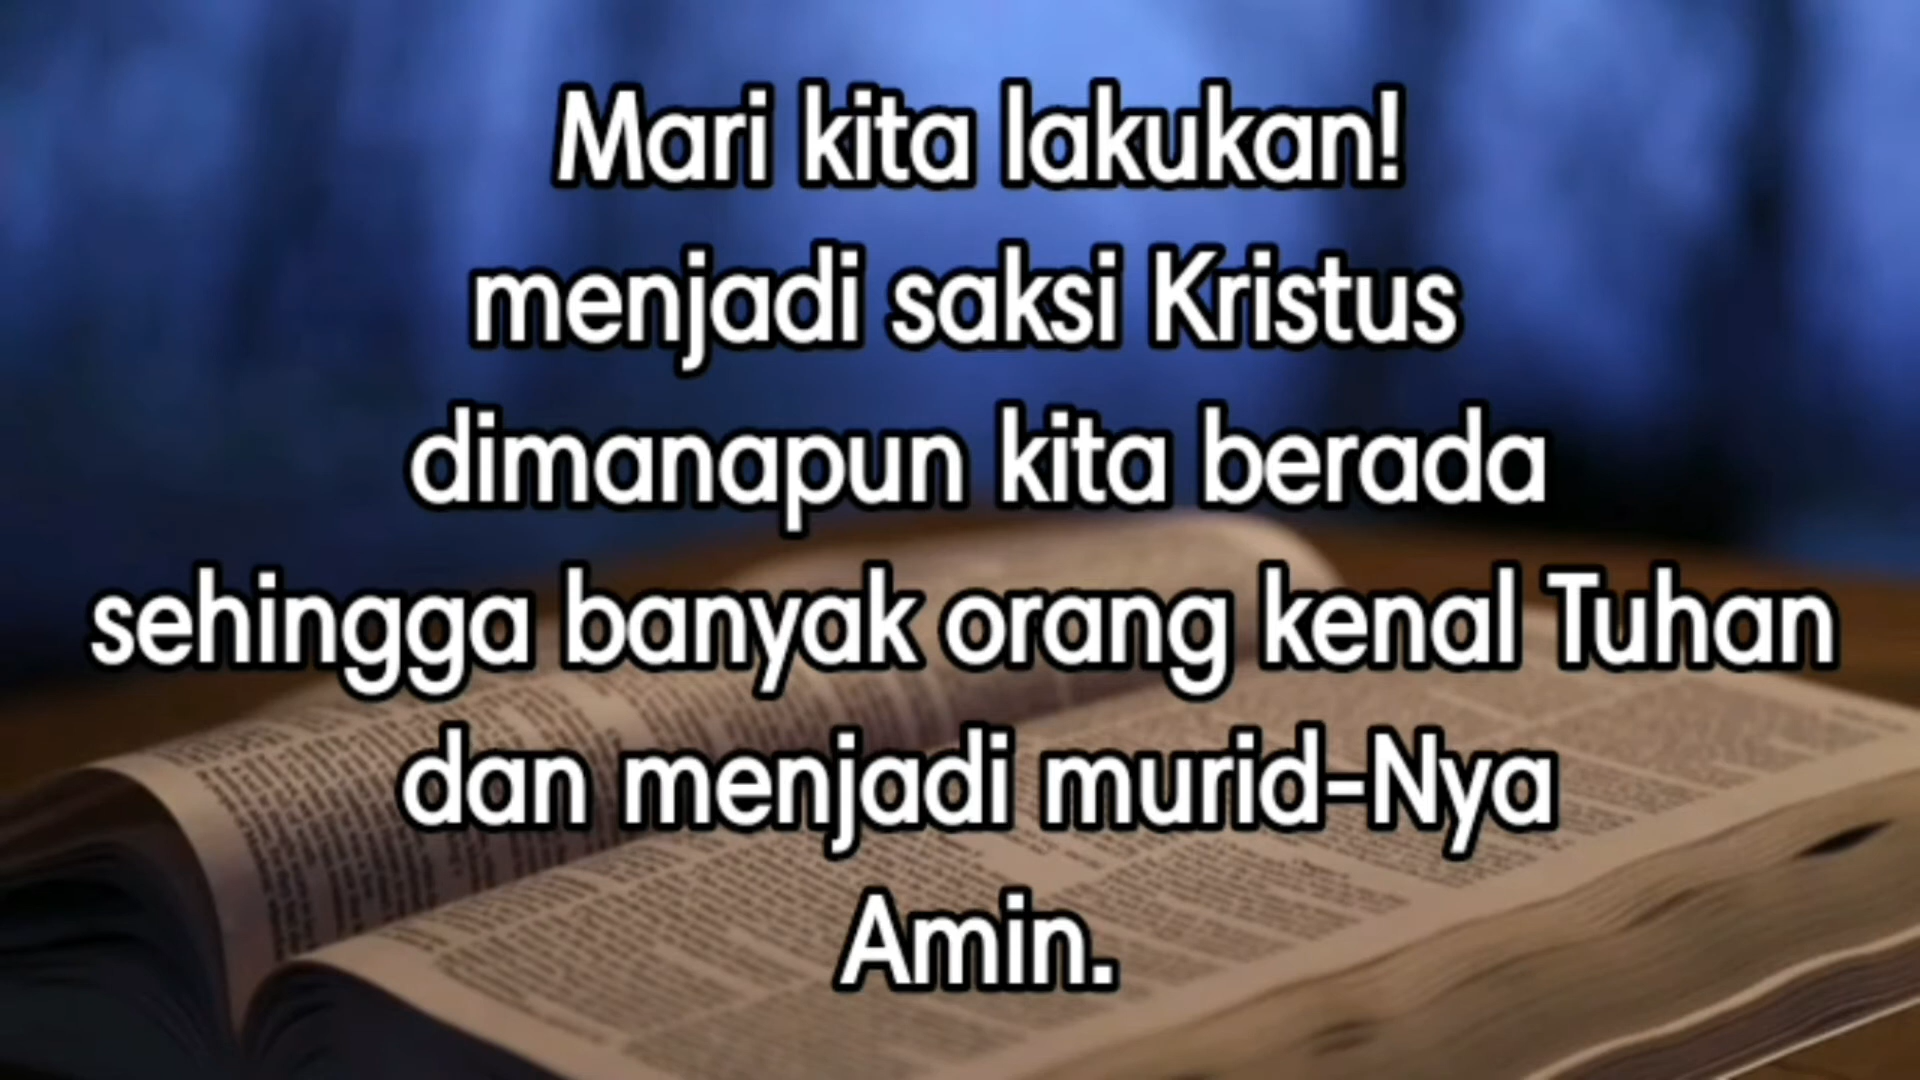 Mari kita lakukan!
menjadi saksi Kristus
dimanapun kita berada
sehingga banyak orang kenal Tuhan
dan menjadi murid-Nya
Amin.